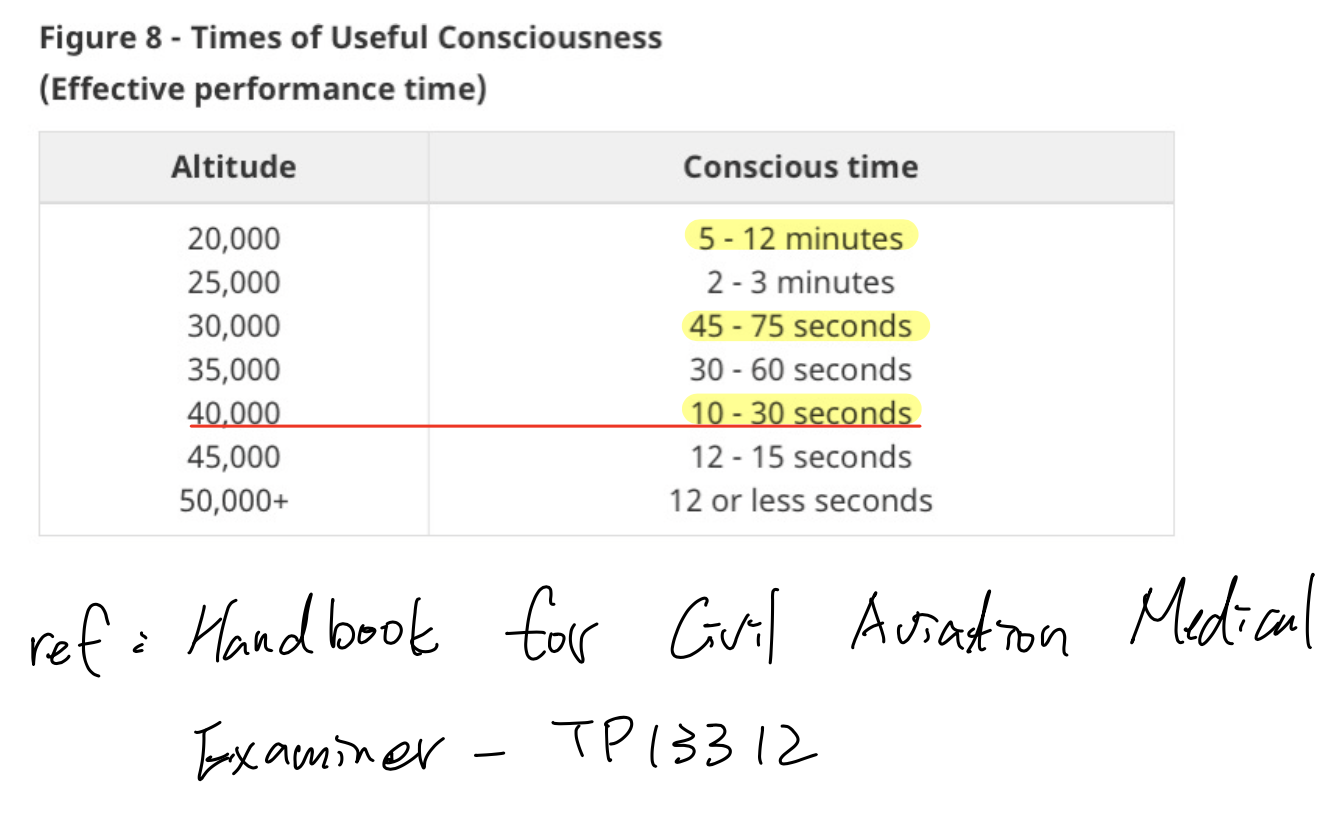 Figure 8 - Times of Useful Consciousness
(Effective performance time)
Altitude Conscious time
20,000 5 - 12 minutes
25,000 2 - 3 minutes
30,000 45 - 75 seconds
35,000 30 - 60 seconds
40,000 10 - 30 seconds
45,000 12 - 15 seconds
50,000+ 12 or less seconds
ref: Handbook for Civil Aviation Medical
Examiner - TP13312